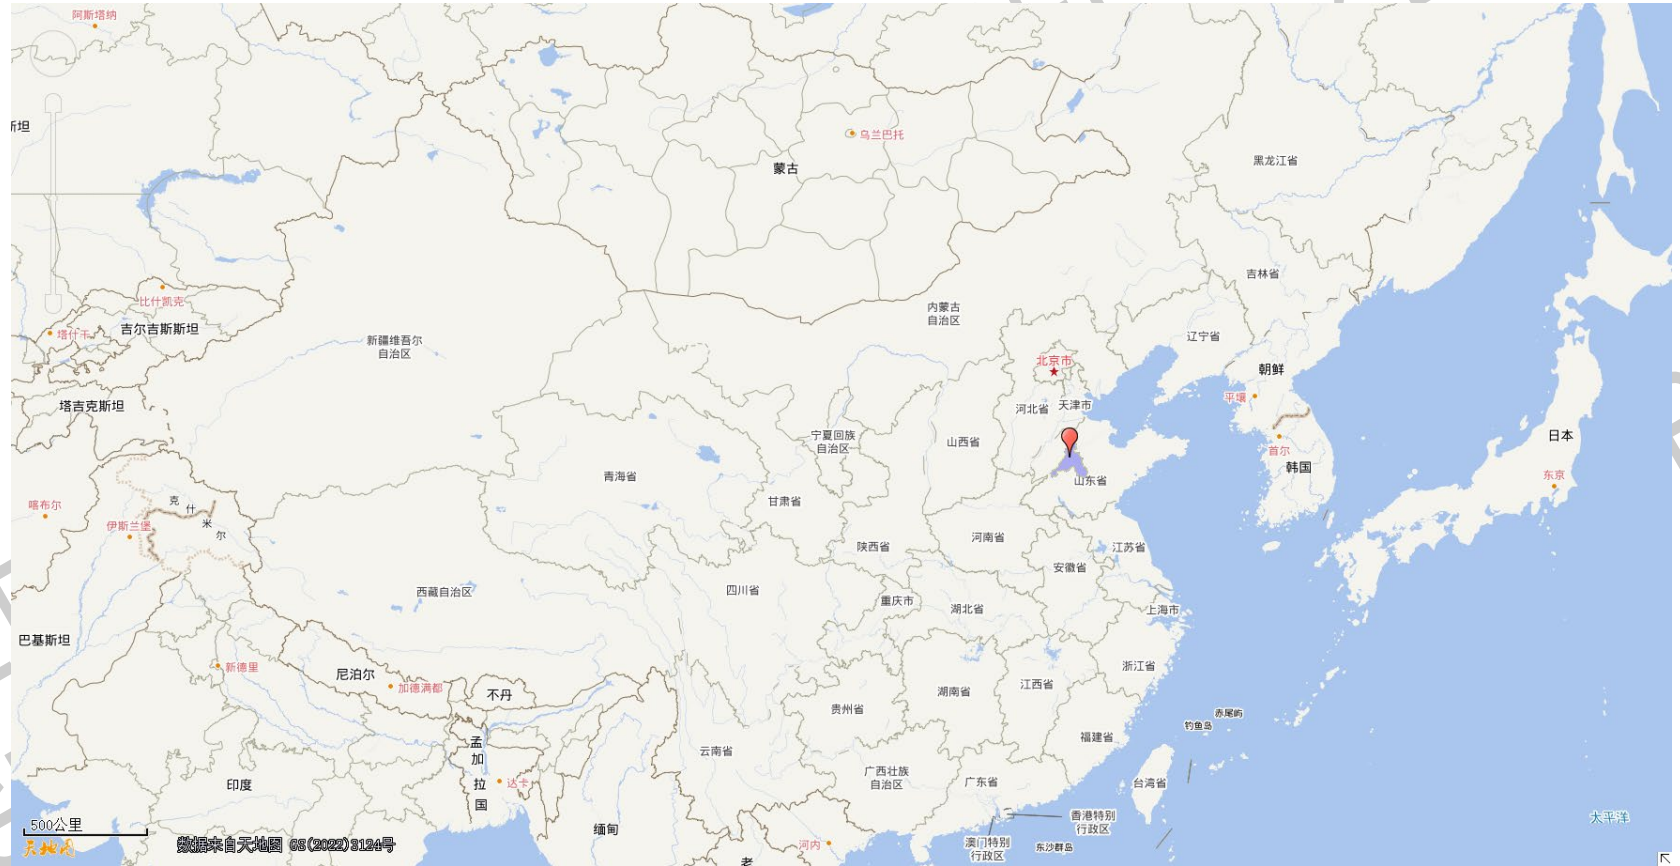 阿斯塔纳
斤坦
乌兰巴托
蒙古
黑龙江省
吉林省
比什凯克
吉尔吉斯斯坦
塔什干
内蒙古
自治区
新疆维吾尔
自治区
辽宁省
北京市
朝鲜
平壤
塔吉克斯坦
河北省
天津市
宁夏回族
自治区
山西省
首尔
韩国
日本
东京
青海省
甘肃省
山东省
喀布尔
伊斯兰堡
克什米尔
陕西省
河南省
江苏省
安徽省
西藏自治区
四川省
重庆市
湖北省
上海市
巴基斯坦
新德里
尼泊尔
加德满都
不丹
浙江省
江西省
湖南省
贵州省
赤尾屿
钓鱼岛
福建省
云南省
孟加拉国
达卡
印度
广西壮族
自治区
广东省
台湾省
香港特别
行政区
澳门特别
行政区
东沙群岛
太平洋
缅甸
河内
老
500公里
天地图
数据来自天地图 GS(2022)3124号